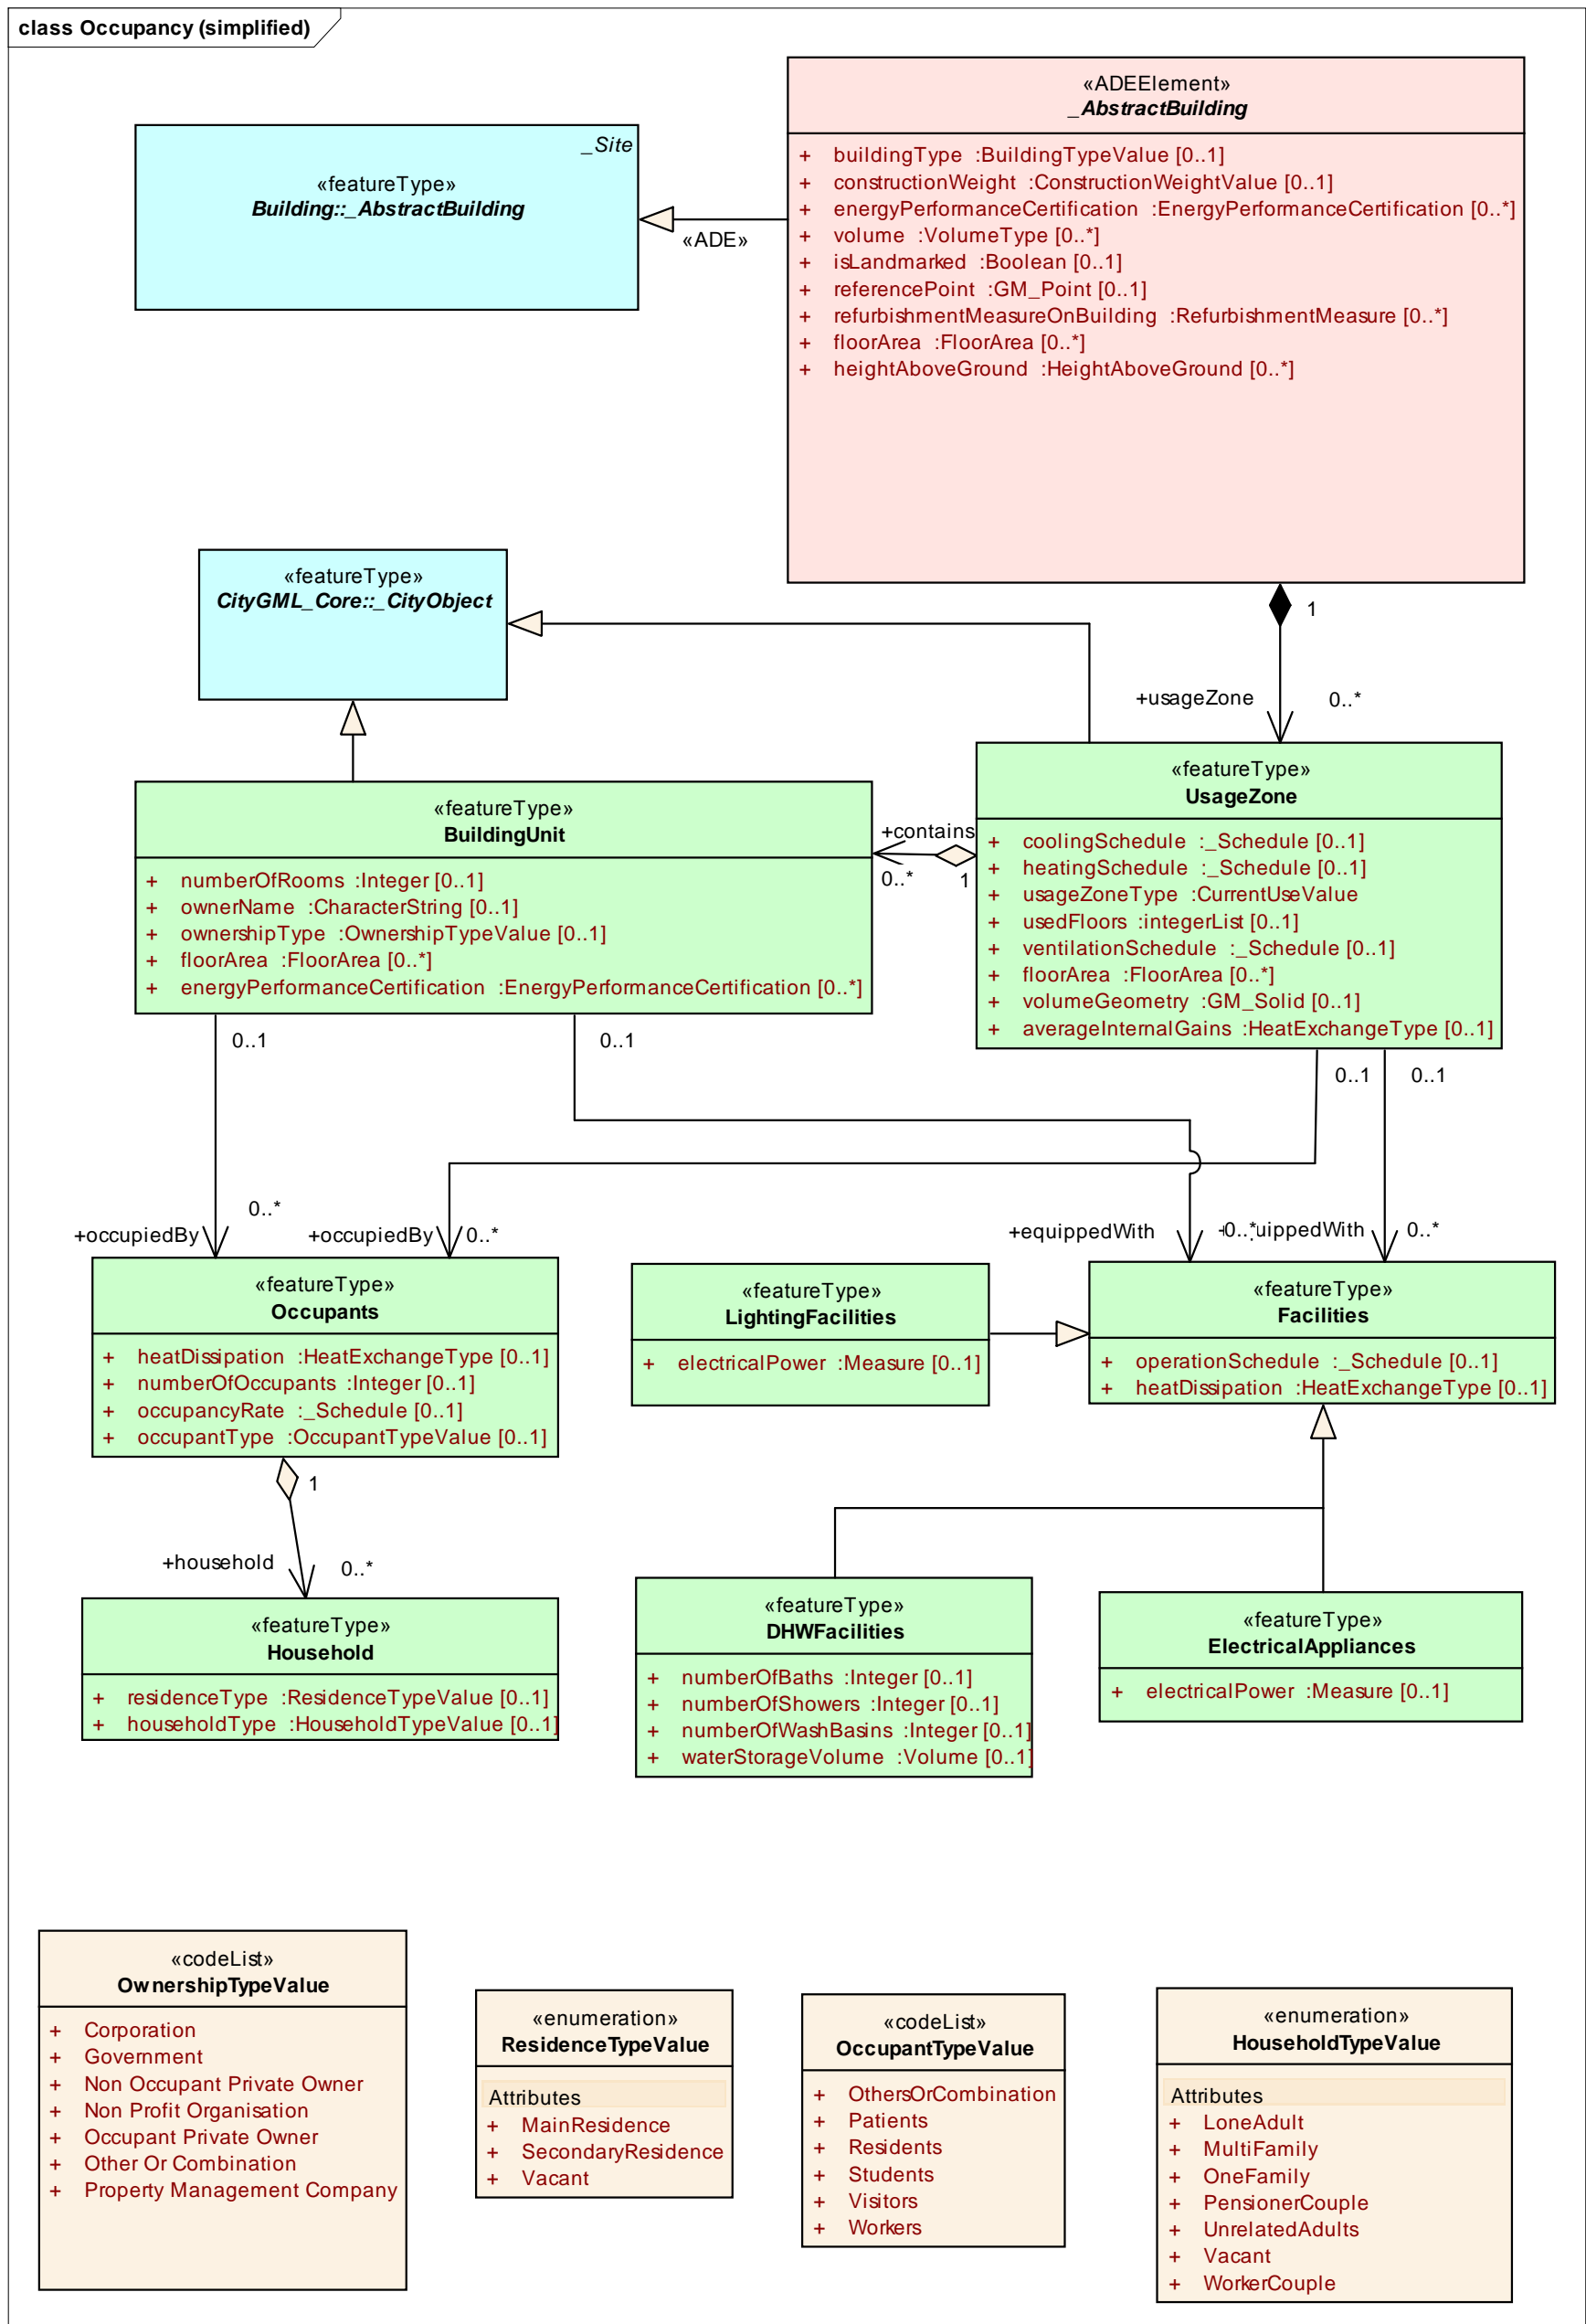 class Occupancy (simplified)
«ADEElement»
_AbstractBuilding
+ buildingType :BuildingTypeValue [0..1]
+ constructionWeight :ConstructionWeightValue [0..1]
+ energyPerformanceCertification :EnergyPerformanceCertification [0..*]
+ volume :VolumeType [0..*]
+ isLandmarked :Boolean [0..1]
+ referencePoint :GM_Point [0..1]
+ refurbishmentMeasureOnBuilding :RefurbishmentMeasure [0..*]
+ floorArea :FloorArea [0..*]
+ heightAboveGround :HeightAboveGround [0..*]
_Site
«featureType»
Building::_AbstractBuilding
«ADE»
«featureType»
CityGML_Core::_CityObject
1
+usageZone
0..*
«featureType»
UsageZone
+ coolingSchedule :_Schedule [0..1]
+ heatingSchedule :_Schedule [0..1]
+ usageZoneType :CurrentUseValue
+ usedFloors :integerList [0..1]
+ ventilationSchedule :_Schedule [0..1]
+ floorArea :FloorArea [0..*]
+ volumeGeometry :GM_Solid [0..1]
+ averageInternalGains :HeatExchangeType [0..1]
«featureType»
BuildingUnit
+ numberOfRooms :Integer [0..1]
+ ownerName :CharacterString [0..1]
+ ownershipType :OwnershipTypeValue [0..1]
+ floorArea :FloorArea [0..*]
+ energyPerformanceCertification :EnergyPerformanceCertification [0..*]
+contains
0..*
1
0..1
0..1
0..1
0..1
0..*
+occupiedBy
+occupiedBy
0..*
+equippedWith
0..*
uippedWith
0..*
«featureType»
Occupants
+ heatDissipation :HeatExchangeType [0..1]
+ numberOfOccupants :Integer [0..1]
+ occupancyRate :_Schedule [0..1]
+ occupantType :OccupantTypeValue [0..1]
«featureType»
LightingFacilities
+ electricalPower :Measure [0..1]
«featureType»
Facilities
+ operationSchedule :_Schedule [0..1]
+ heatDissipation :HeatExchangeType [0..1]
1
+household
0..*
«featureType»
Household
+ residenceType :ResidenceTypeValue [0..1]
+ householdType :HouseholdTypeValue [0..1]
«featureType»
DHWFacilities
+ numberOfBaths :Integer [0..1]
+ numberOfShowers :Integer [0..1]
+ numberOfWashBasins :Integer [0..1]
+ waterStorageVolume :Volume [0..1]
«featureType»
ElectricalAppliances
+ electricalPower :Measure [0..1]
«codeList»
OwnershipTypeValue
+ Corporation
+ Government
+ Non Occupant Private Owner
+ Non Profit Organisation
+ Occupant Private Owner
+ Other Or Combination
+ Property Management Company
«enumeration»
ResidenceTypeValue
Attributes
+ MainResidence
+ SecondaryResidence
+ Vacant
«codeList»
OccupantTypeValue
+ OthersOrCombination
+ Patients
+ Residents
+ Students
+ Visitors
+ Workers
«enumeration»
HouseholdTypeValue
Attributes
+ LoneAdult
+ MultiFamily
+ OneFamily
+ PensionerCouple
+ UnrelatedAdults
+ Vacant
+ WorkerCouple